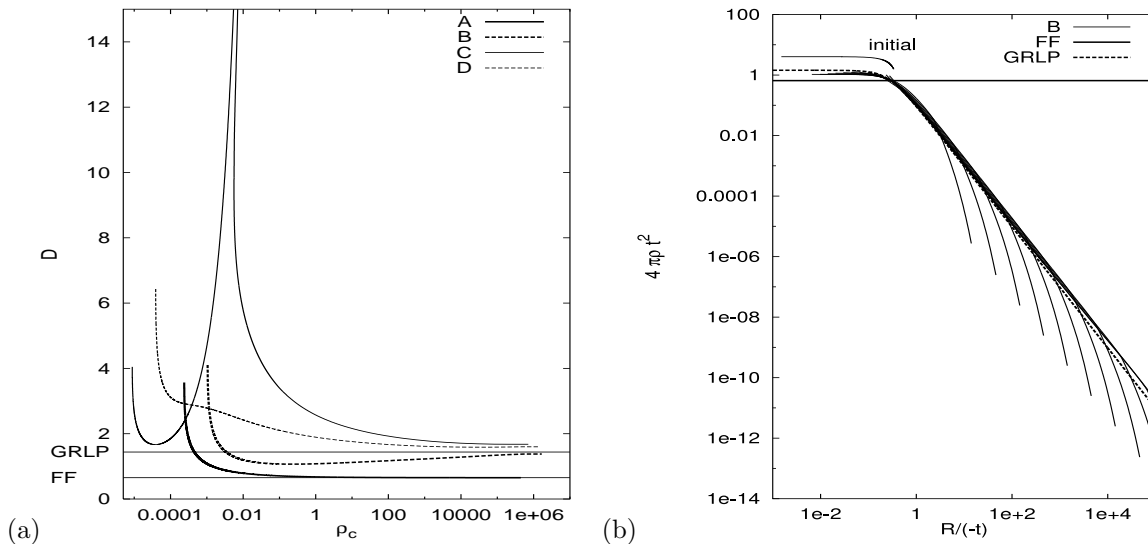 A
B
C
D
14
12
10
8
6
4
2
0
D
GRLP
FF
0.0001
0.01
1
100
10000
1e+06
ρc
(a)
B
FF
GRLP
initial
100
1
0.01
0.0001
1e-06
1e-08
1e-10
1e-12
1e-14
4 πρ t²
1e-2
1
1e+2
1e+4
R/(-t)
(b)